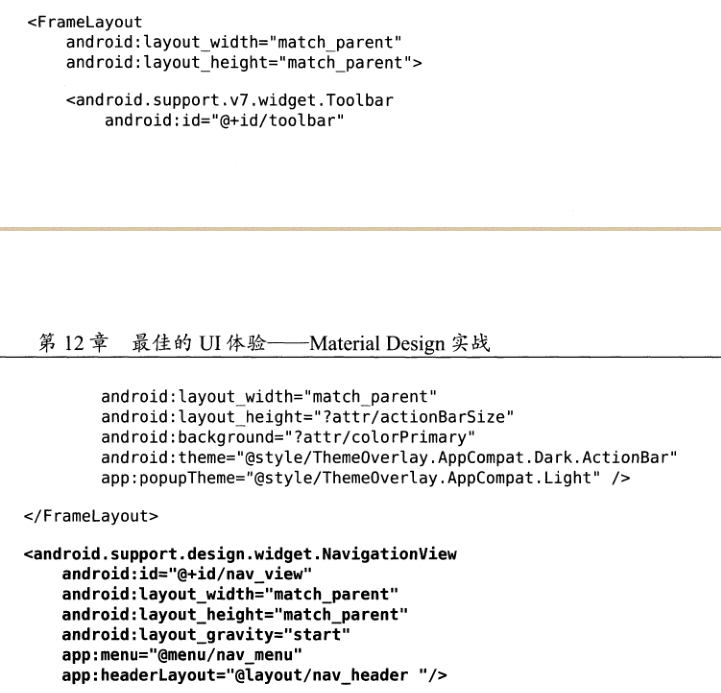 <FrameLayout
    android:layout_width="match_parent"
    android:layout_height="match_parent">
    <android.support.v7.widget.Toolbar
        android:id="@+id/toolbar"
第 12 章 最佳的 UI 体验——Material Design 实战
        android:layout_width="match_parent"
        android:layout_height="?attr/actionBarSize"
        android:background="?attr/colorPrimary"
        android:theme="@style/ThemeOverlay.AppCompat.Dark.ActionBar"
        app:popupTheme="@style/ThemeOverlay.AppCompat.Light" />
</FrameLayout>
<android.support.design.widget.NavigationView
    android:id="@+id/nav_view"
    android:layout_width="match_parent"
    android:layout_height="match_parent"
    android:layout_gravity="start"
    app:menu="@menu/nav_menu"
    app:headerLayout="@layout/nav_header "/>